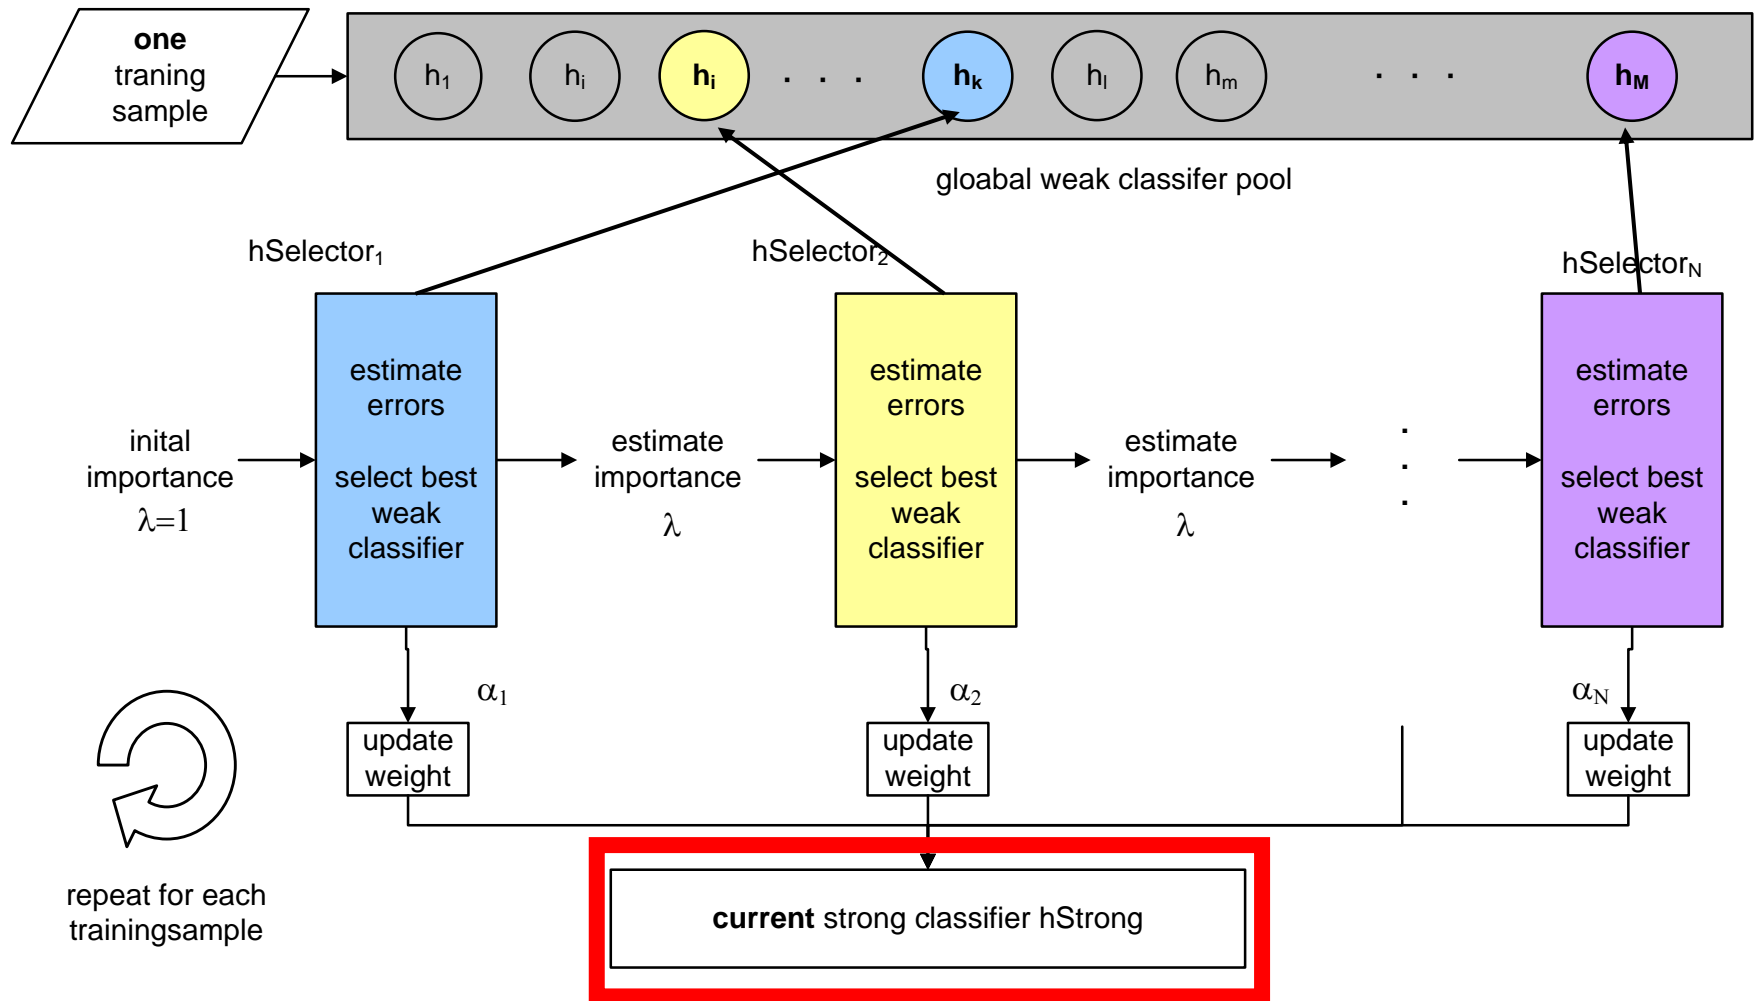 one
traning
sample
h1
hi
hi
. . .
hk
hl
hm
. . .
hM
gloabal weak classifer pool
hSelector1
hSelector2
hSelectorN
inital
importance
λ=1
estimate
errors
select best
weak
classifier
estimate
importance
λ
estimate
errors
select best
weak
classifier
estimate
importance
λ
.
.
.
estimate
errors
select best
weak
classifier
α1
α2
αN
update
weight
update
weight
update
weight
repeat for each
trainingsample
current strong classifier hStrong